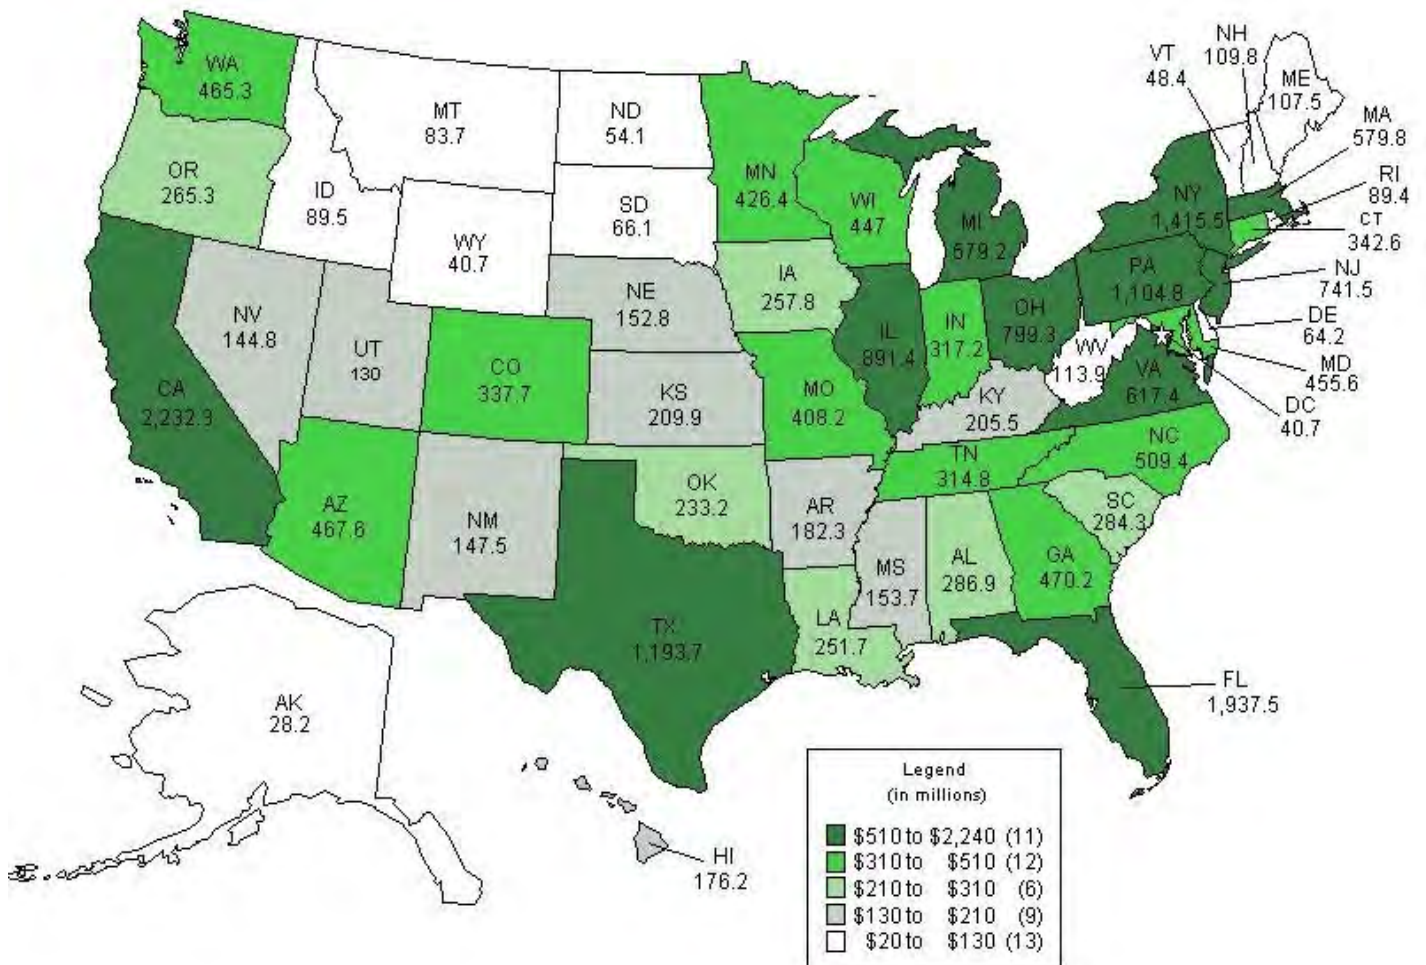 WA
465.3
OR
265.3
ID
89.5
MT
83.7
ND
54.1
SD
66.1
WY
40.7
NE
152.8
NV
144.8
UT
130
CO
337.7
KS
209.9
CA
2,232.3
AZ
467.6
NM
147.5
OK
233.2
TX
1,193.7
MN
426.4
WI
447
IA
257.8
MO
408.2
AR
182.3
LA
251.7
MS
153.7
AL
286.9
GA
470.2
FL
1,937.5
SC
284.3
NC
509.4
TN
314.8
KY
205.5
IL
891.4
IN
317.2
MI
679.2
OH
799.3
WV
113.9
VA
617.4
PA
1,104.8
NY
1,415.5
VT
48.4
NH
109.8
ME
107.5
MA
579.8
RI
89.4
CT
342.6
NJ
741.5
DE
64.2
MD
455.6
DC
40.7
AK
28.2
HI
176.2
Legend
(in millions)
$510 to $2,240 (11)
$310 to $510 (12)
$210 to $310 (6)
$130 to $210 (9)
$20 to $130 (13)